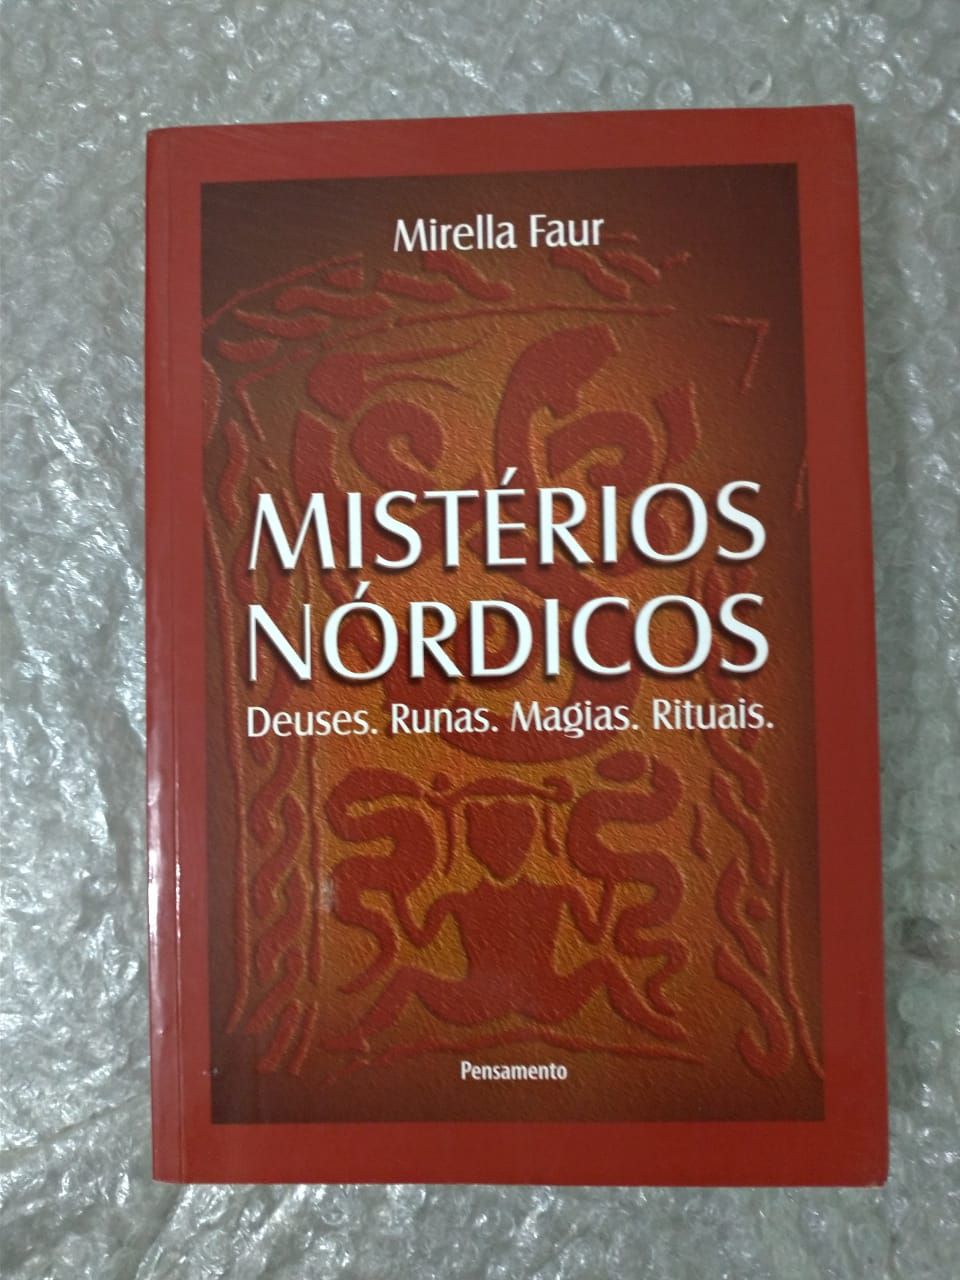 Mirella Faur
MISTÉRIOS
NÓRDICOS
Deuses. Runas. Magias. Rituais.
Pensamento